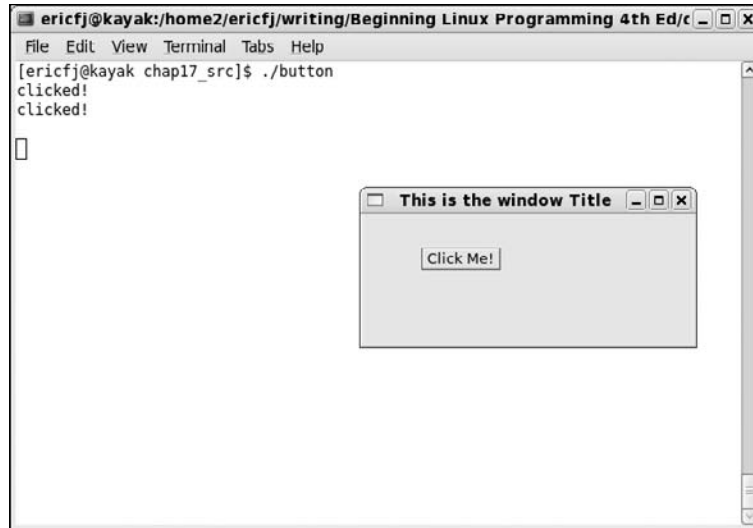 ericfj@kayak:/home2/ericfj/writing/Beginning Linux Programming 4th Ed/c
File Edit View Terminal Tabs Help
[ericfj@kayak chap17_src]$ ./button
clicked!
clicked!
This is the window Title
Click Me!